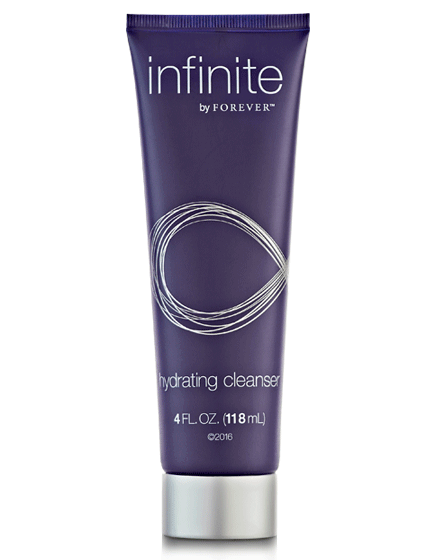 infinite
by FOREVER™
hydrating cleanser
4 FL. OZ. (118 mL)
©2016